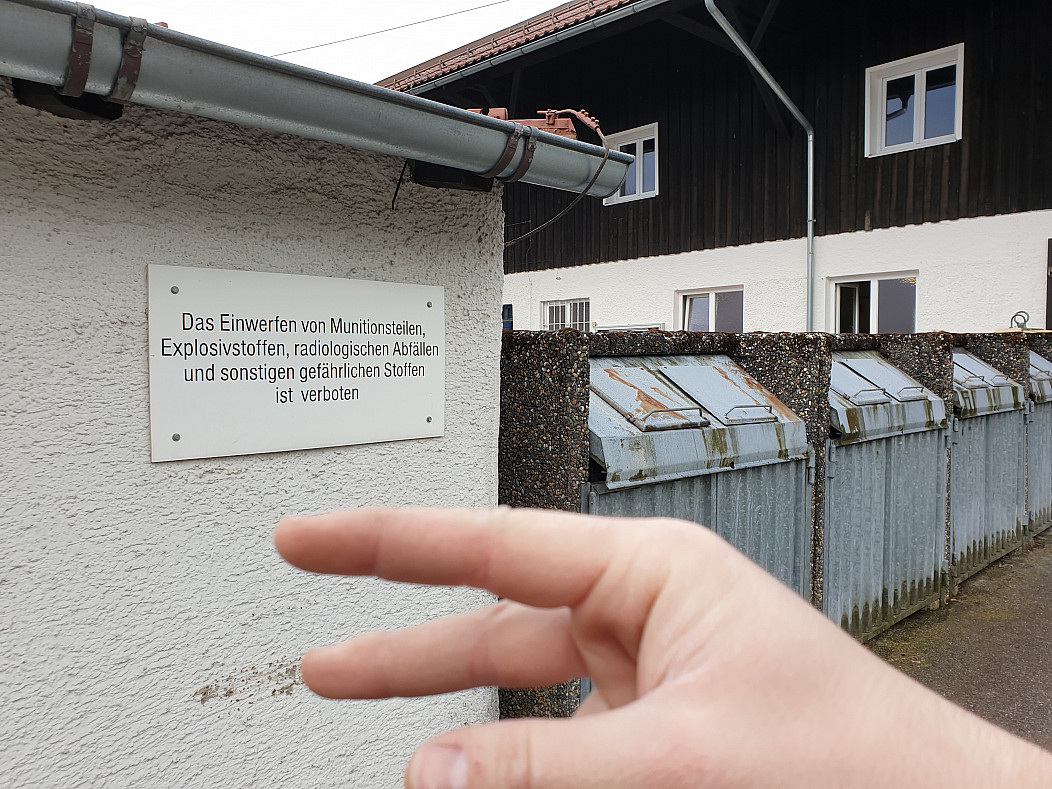 Das Einwerfen von Munitionsteilen,
Explosivstoffen, radiologischen Abfällen
und sonstigen gefährlichen Stoffen
ist verboten